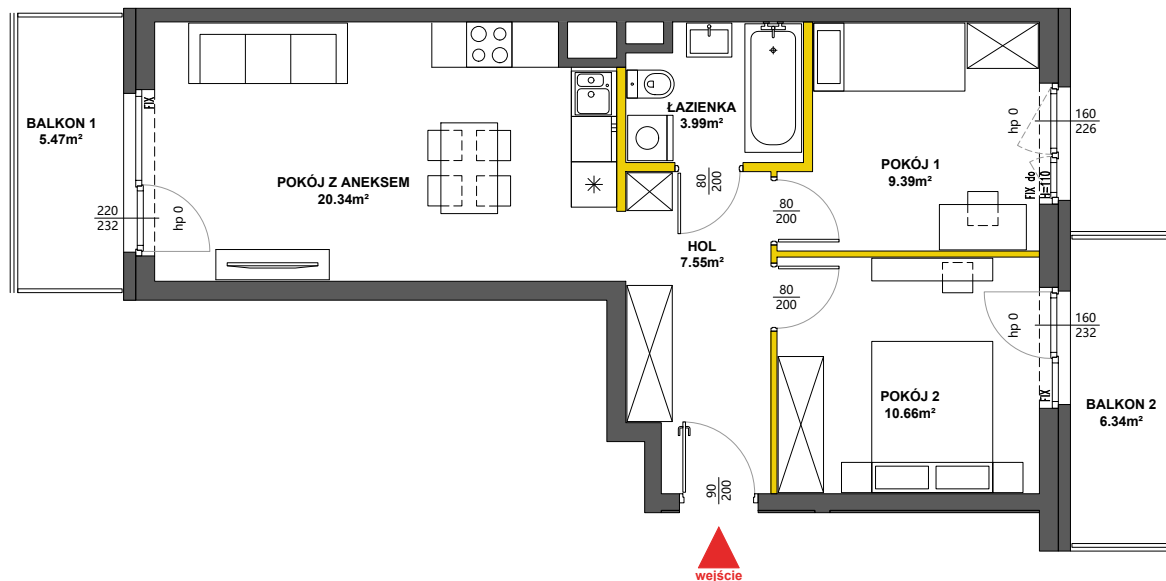 BALKON 1
5.47m²
FIX
220
232
hp 0
POKÓJ Z ANEKSEM
20.34m²
ŁAZIENKA
3.99m²
80
200
HOL
7.55m²
80
200
80
200
POKÓJ 1
9.39m²
hp 0
160
226
FIX do
H=110
hp 0
160
232
FIX
POKÓJ 2
10.66m²
BALKON 2
6.34m²
90
200
wejście